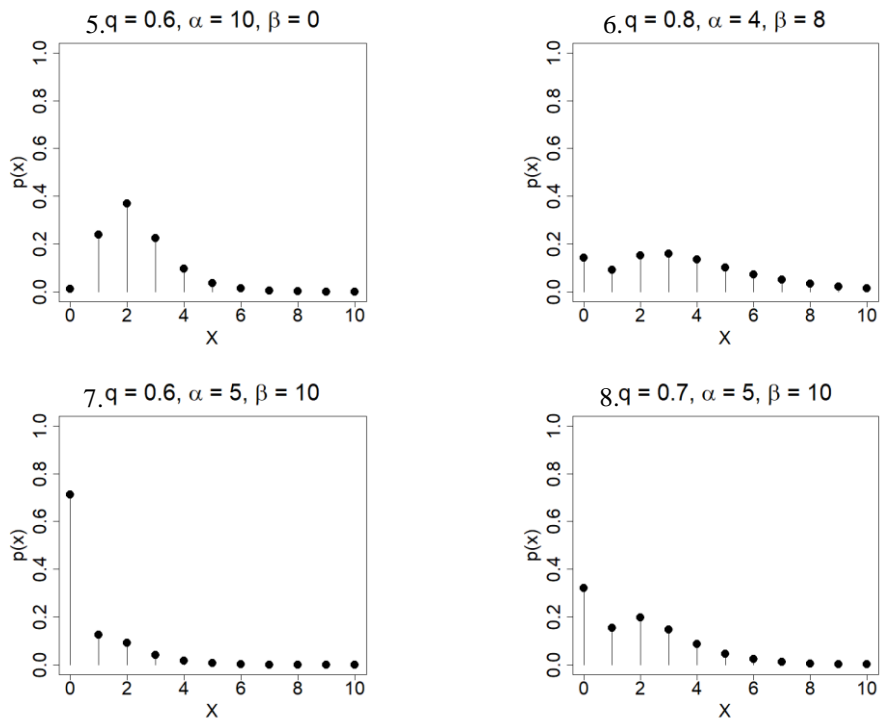 5.q = 0.6, α = 10, β = 0
p(x)
0.0 0.2 0.4 0.6 0.8 1.0
0 2 4 6 8 10
X
6.q = 0.8, α = 4, β = 8
p(x)
0.0 0.2 0.4 0.6 0.8 1.0
0 2 4 6 8 10
X
7.q = 0.6, α = 5, β = 10
p(x)
0.0 0.2 0.4 0.6 0.8 1.0
0 2 4 6 8 10
X
8.q = 0.7, α = 5, β = 10
p(x)
0.0 0.2 0.4 0.6 0.8 1.0
0 2 4 6 8 10
X